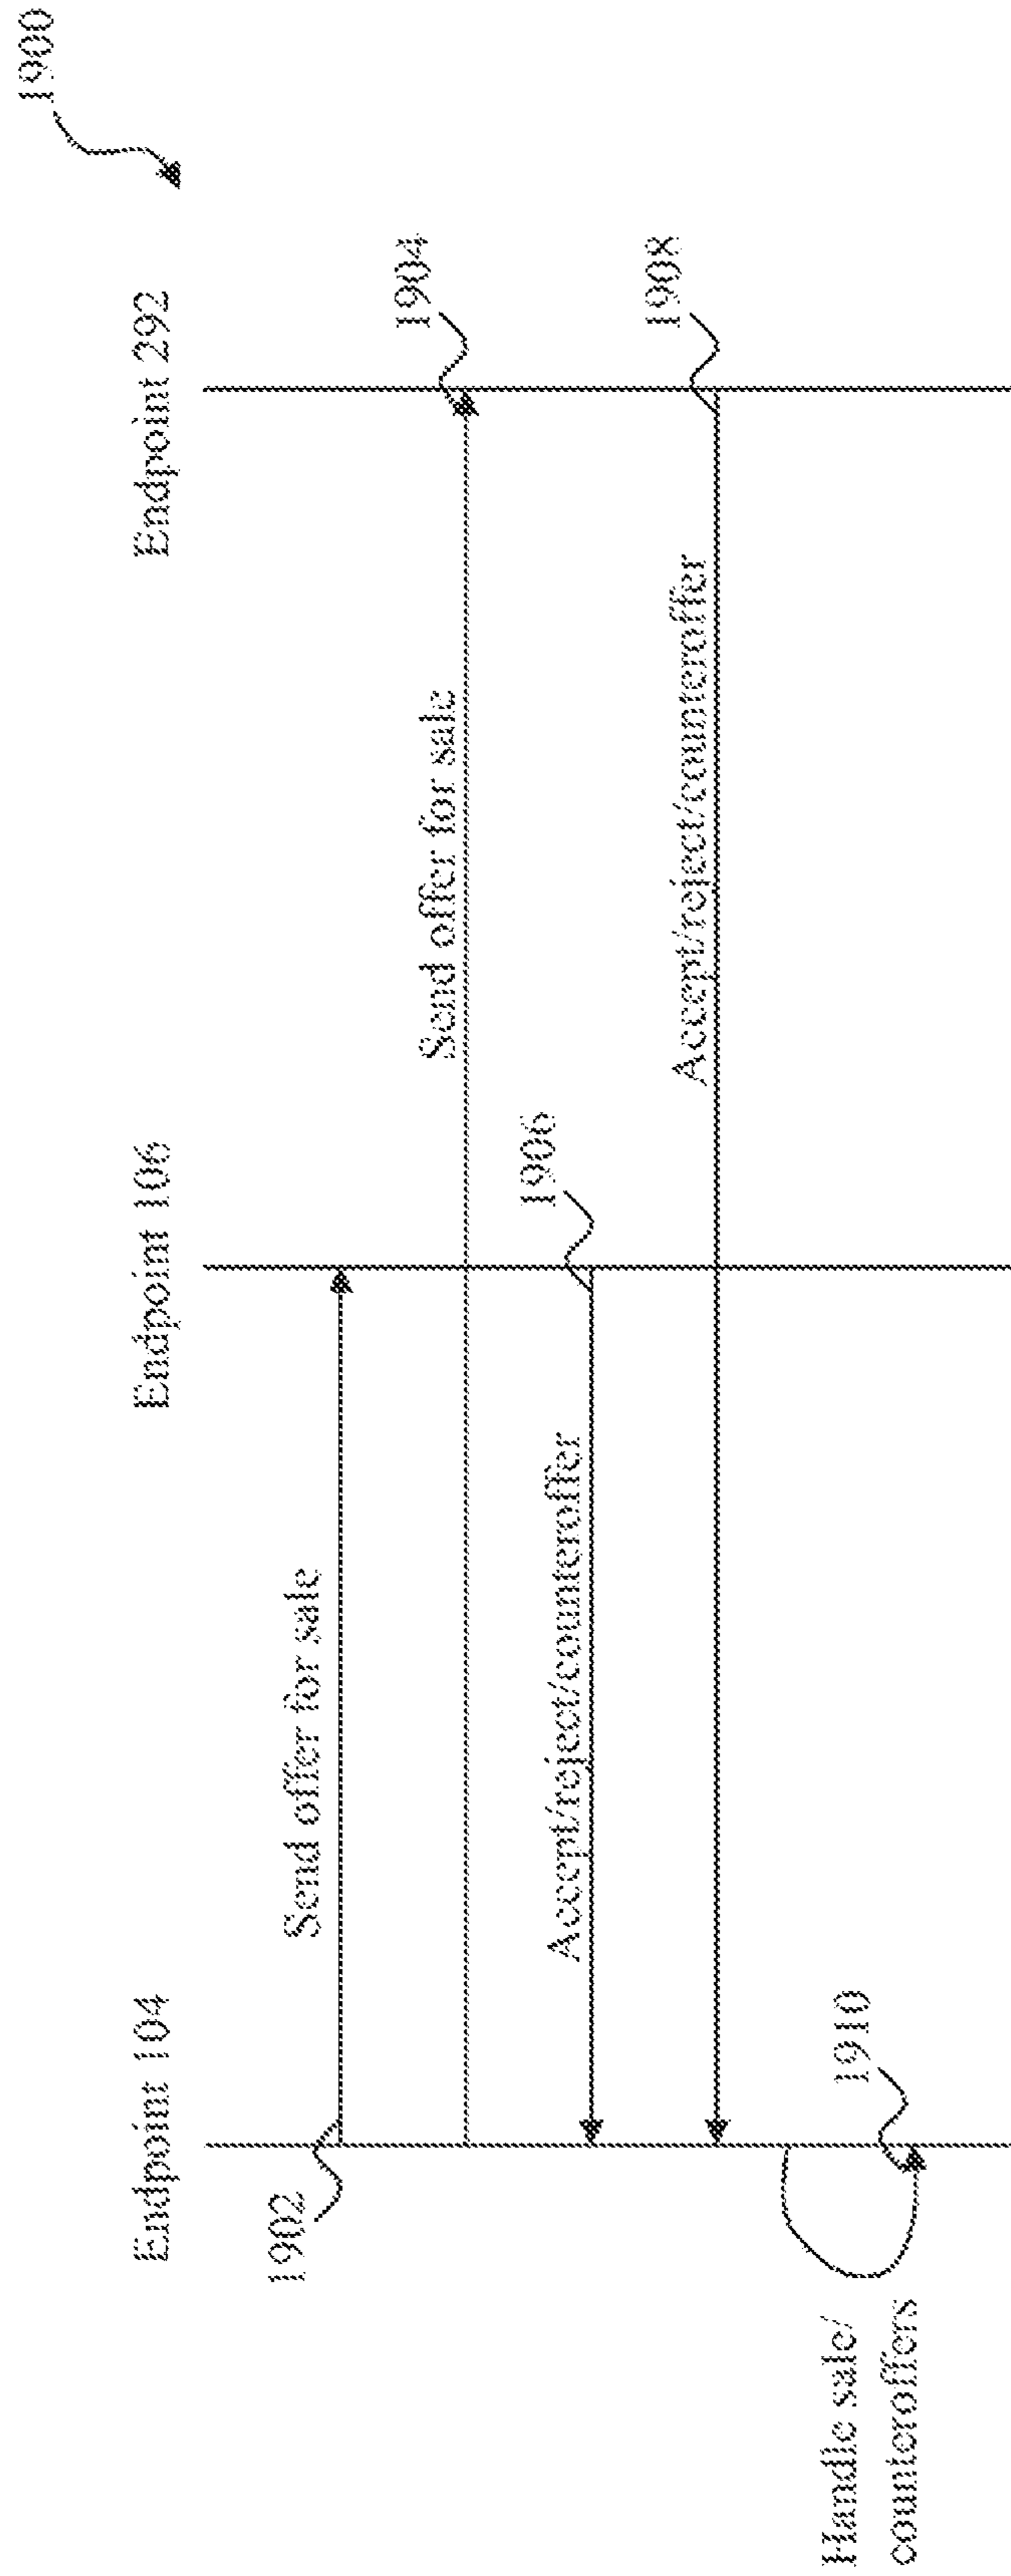 1900
Endpoint 104
Endpoint 106
Endpoint 292
1902
Send offer for sale
Send offer for sale
1904
Accept/reject/counteroffer
1906
Accept/reject/counteroffer
1908
Handle sale/
counteroffers
1910